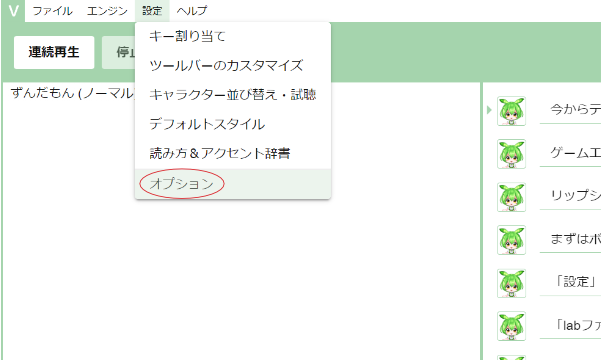 V ファイル エンジン 設定 ヘルプ
キー割り当て
連続再生 停止
ツールバーのカスタマイズ
ずんだもん (ノーマル
キャラクター並び替え・試聴
今からテ
デフォルトスタイル
ゲームエ
読み方＆アクセント辞書
オプション
リップシ
まずはボ
「設定」
「labファ